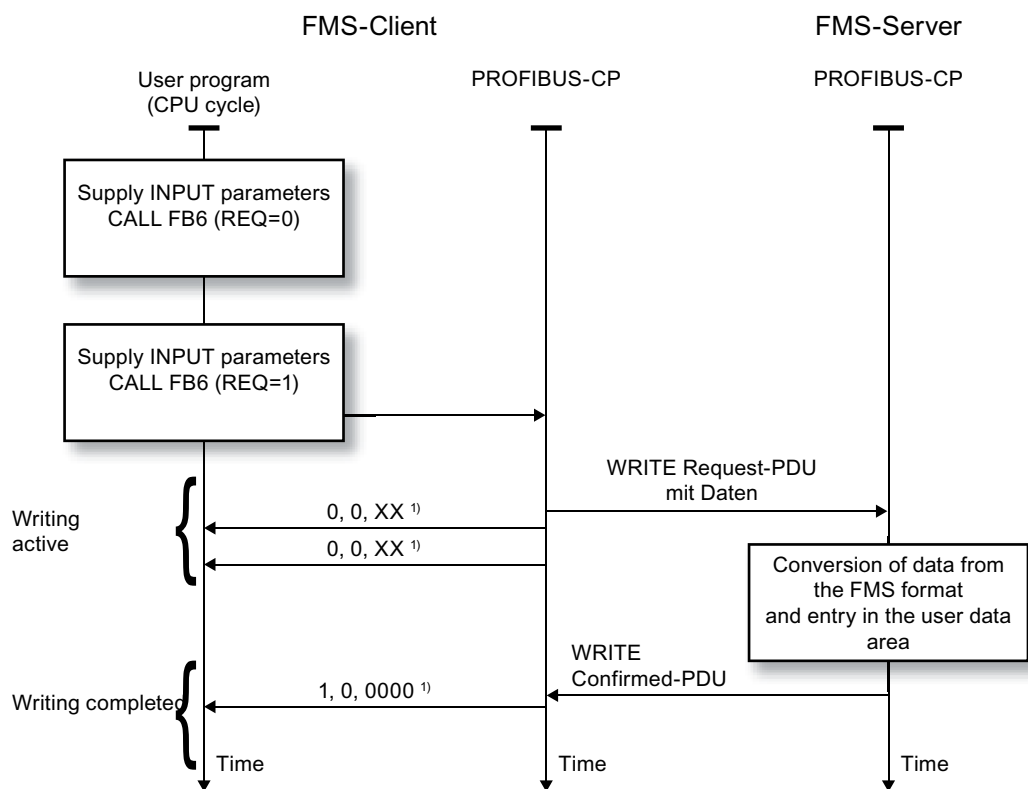 FMS-Client
FMS-Server
User program
(CPU cycle)
PROFIBUS-CP
PROFIBUS-CP
Supply INPUT parameters
CALL FB6 (REQ=0)
Supply INPUT parameters
CALL FB6 (REQ=1)
WRITE Request-PDU
mit Daten
Writing
active
0, 0, XX 1)
0, 0, XX 1)
Conversion of data from
the FMS format
and entry in the user data
area
WRITE
Confirmed-PDU
Writing completed
1, 0, 0000 1)
Time
Time
Time